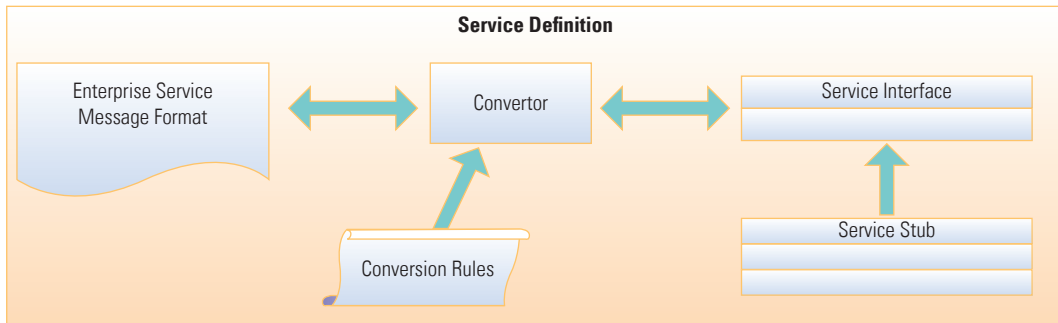 Service Definition
Enterprise Service
Message Format
Convertor
Service Interface
Conversion Rules
Service Stub